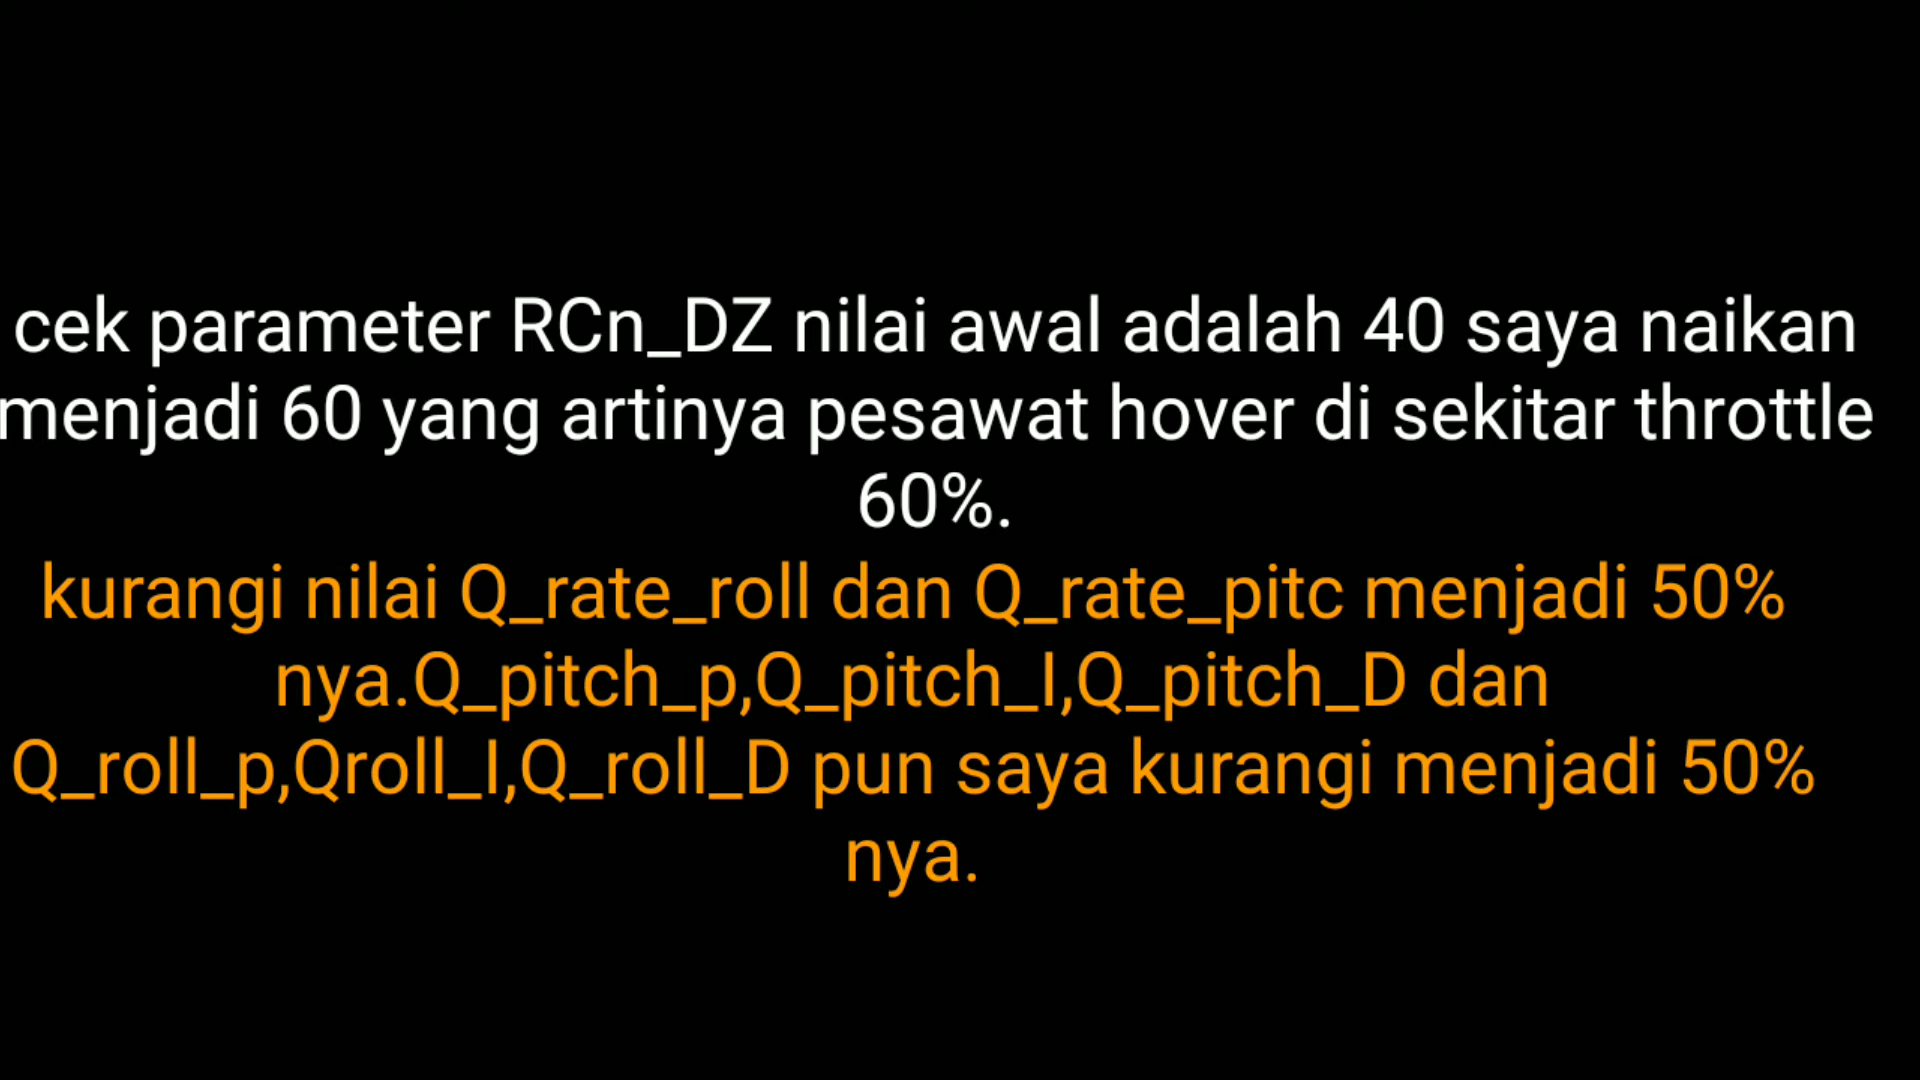 cek parameter RCn_DZ nilai awal adalah 40 saya naikan
menjadi 60 yang artinya pesawat hover di sekitar throttle
60%.
kurangi nilai Q_rate_roll dan Q_rate_pitc menjadi 50%
nya.Q_pitch_p,Q_pitch_I,Q_pitch_D dan
Q_roll_p,Qroll_I,Q_roll_D pun saya kurangi menjadi 50%
nya.